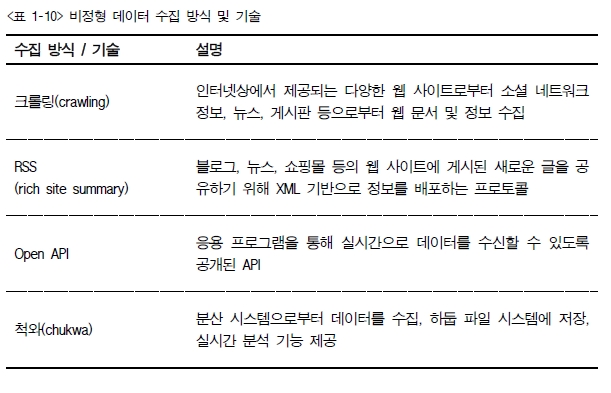 <표 1-10> 비정형 데이터 수집 방식 및 기술
수집 방식 / 기술 설명
크롤링(crawling)
인터넷상에서 제공되는 다양한 웹 사이트로부터 소셜 네트워크
정보, 뉴스, 게시판 등으로부터 웹 문서 및 정보 수집
RSS
(rich site summary)
블로그, 뉴스, 쇼핑몰 등의 웹 사이트에 게시된 새로운 글을 공
유하기 위해 XML 기반으로 정보를 배포하는 프로토콜
Open API
응용 프로그램을 통해 실시간으로 데이터를 수신할 수 있도록
공개된 API
척와(chukwa)
분산 시스템으로부터 데이터를 수집, 하둡 파일 시스템에 저장,
실시간 분석 기능 제공